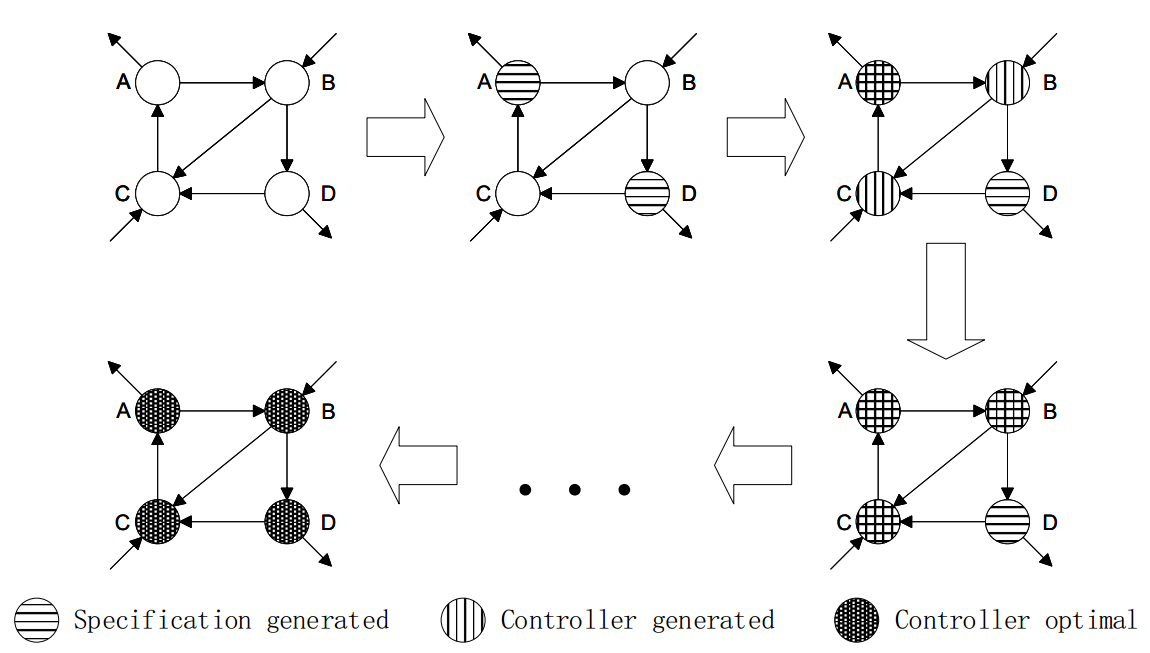 A B A B A B
C D C D C D
A B A B
C D C D
Specification generated Controller generated Controller optimal